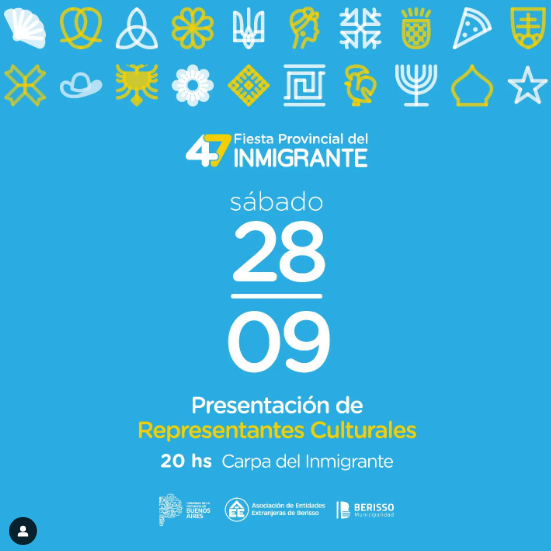 47 Fiesta Provincial del
INMIGRANTE
sábado
28
09
Presentación de
Representantes Culturales
20 hs Carpa del Inmigrante
GOBIERNO DE LA
PROVINCIA DE
BUENOS
AIRES
AEE
Asociación de Entidades
Extranjeras de Berisso
BERISSO
Municipalidad